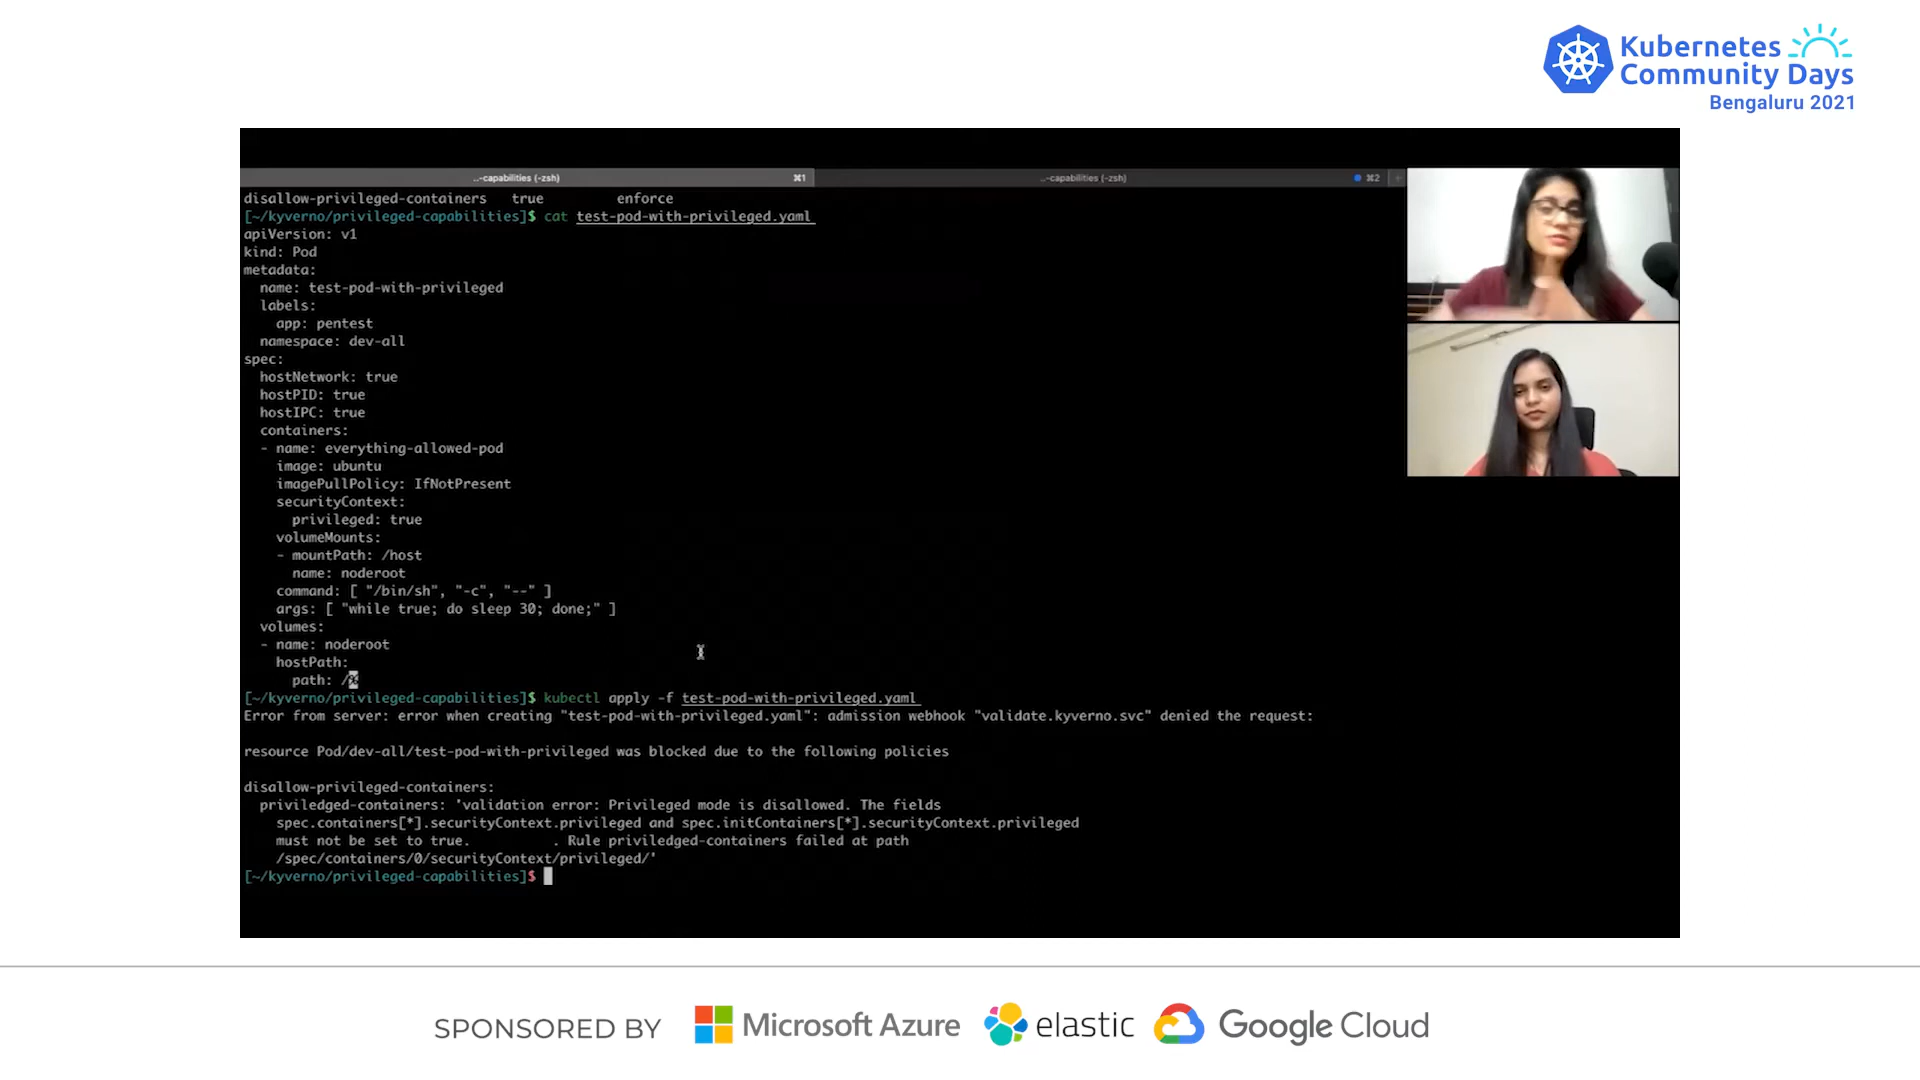 Kubernetes
Community Days
Bengaluru 2021
..-capabilities (-zsh) ⌘1 ..-capabilities (-zsh) ⌘2
disallow-privileged-containers true enforce
[~/kyverno/privileged-capabilities]$ cat test-pod-with-privileged.yaml
apiVersion: v1
kind: Pod
metadata:
  name: test-pod-with-privileged
  labels:
    app: pentest
  namespace: dev-all
spec:
  hostNetwork: true
  hostPID: true
  hostIPC: true
  containers:
  - name: everything-allowed-pod
    image: ubuntu
    imagePullPolicy: IfNotPresent
    securityContext:
      privileged: true
    volumeMounts:
    - mountPath: /host
      name: noderoot
    command: [ "/bin/sh", "-c", "--" ]
    args: [ "while true; do sleep 30; done;" ]
  volumes:
  - name: noderoot
    hostPath:
      path: /%
[~/kyverno/privileged-capabilities]$ kubectl apply -f test-pod-with-privileged.yaml
Error from server: error when creating "test-pod-with-privileged.yaml": admission webhook "validate.kyverno.svc" denied the request:
resource Pod/dev-all/test-pod-with-privileged was blocked due to the following policies
disallow-privileged-containers:
  priviledged-containers: 'validation error: Privileged mode is disallowed. The fields
    spec.containers[*].securityContext.privileged and spec.initContainers[*].securityContext.privileged
    must not be set to true.          . Rule priviledged-containers failed at path
    /spec/containers/0/securityContext/privileged/'
[~/kyverno/privileged-capabilities]$
SPONSORED BY Microsoft Azure elastic Google Cloud